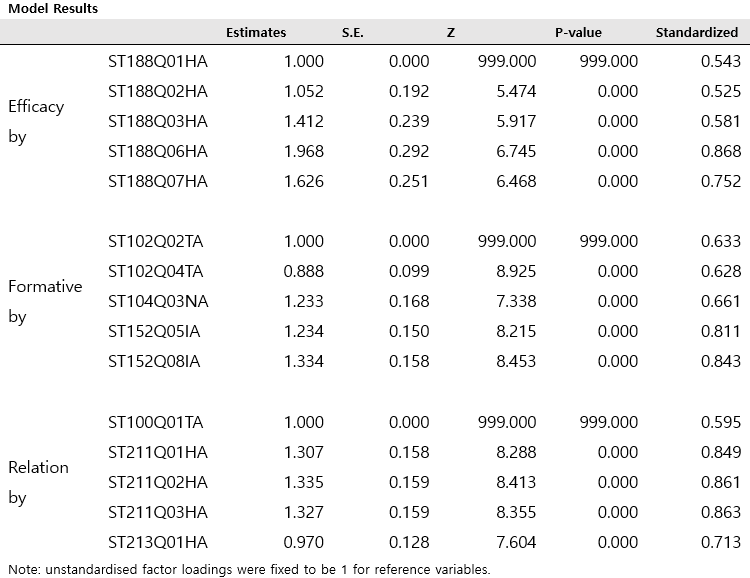 Model Results
Estimates S.E. Z P-value Standardized
Efficacy by
ST188Q01HA 1.000 0.000 999.000 999.000 0.543
ST188Q02HA 1.052 0.192 5.474 0.000 0.525
ST188Q03HA 1.412 0.239 5.917 0.000 0.581
ST188Q06HA 1.968 0.292 6.745 0.000 0.868
ST188Q07HA 1.626 0.251 6.468 0.000 0.752
Formative by
ST102Q02TA 1.000 0.000 999.000 999.000 0.633
ST102Q04TA 0.888 0.099 8.925 0.000 0.628
ST104Q03NA 1.233 0.168 7.338 0.000 0.661
ST152Q05IA 1.234 0.150 8.215 0.000 0.811
ST152Q08IA 1.334 0.158 8.453 0.000 0.843
Relation by
ST100Q01TA 1.000 0.000 999.000 999.000 0.595
ST211Q01HA 1.307 0.158 8.288 0.000 0.849
ST211Q02HA 1.335 0.159 8.413 0.000 0.861
ST211Q03HA 1.327 0.159 8.355 0.000 0.863
ST213Q01HA 0.970 0.128 7.604 0.000 0.713
Note: unstandardised factor loadings were fixed to be 1 for reference variables.